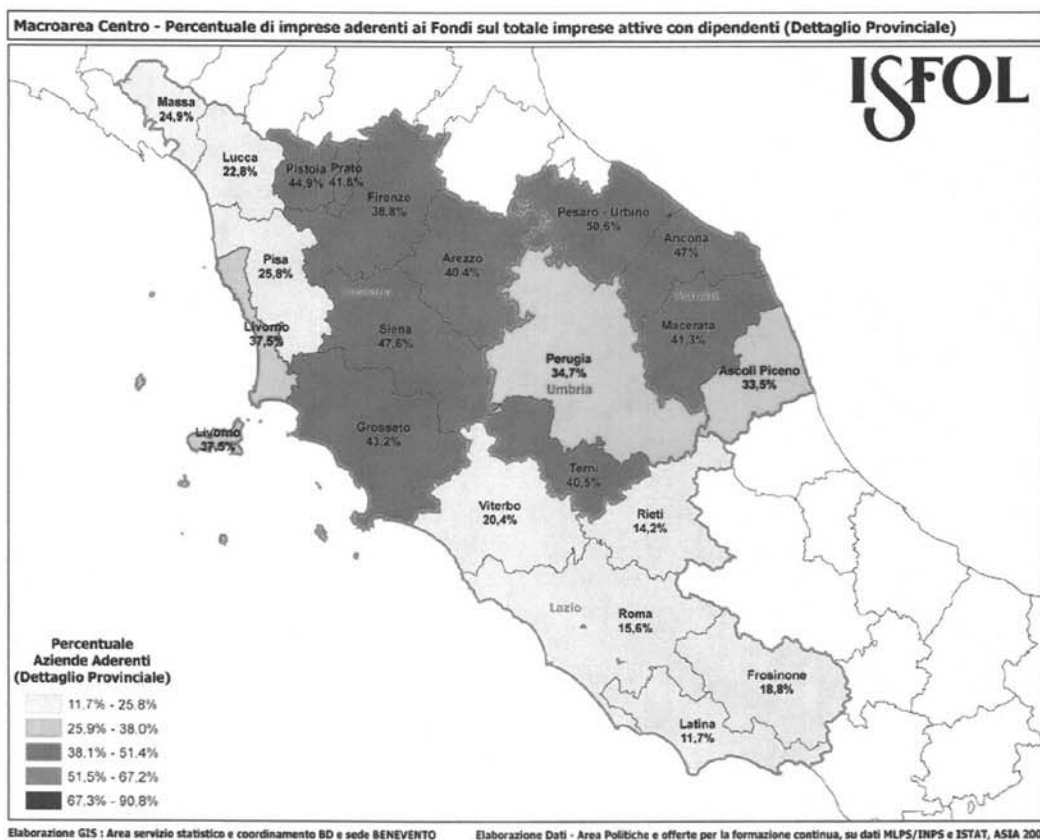 Macroarea Centro - Percentuale di imprese aderenti ai Fondi sul totale imprese attive con dipendenti (Dettaglio Provinciale)
ISFOL
Massa
24,9%
Lucca
22,8%
Pistoia
44,9%
Prato
41,8%
Firenze
38,8%
Pesaro - Urbino
50,6%
Ancona
47%
Arezzo
40,4%
Pisa
25,8%
Toscana
Marche
Livorno
37,5%
Siena
47,6%
Macerata
41,3%
Perugia
34,7%
Umbria
Ascoli Piceno
33,5%
Livorno
37,5%
Grosseto
43,2%
Terni
40,5%
Viterbo
20,4%
Rieti
14,2%
Lazio
Roma
15,6%
Frosinone
18,8%
Latina
11,7%
Percentuale
Aziende Aderenti
(Dettaglio Provinciale)
11.7% - 25.8%
25.9% - 38.0%
38.1% - 51.4%
51.5% - 67.2%
67.3% - 90.8%
Elaborazione GIS : Area servizio statistico e coordinamento BD e sede BENEVENTO
Elaborazione Dati - Area Politiche e offerte per la formazione continua, su dati MLPS/INPS e ISTAT, ASIA 200